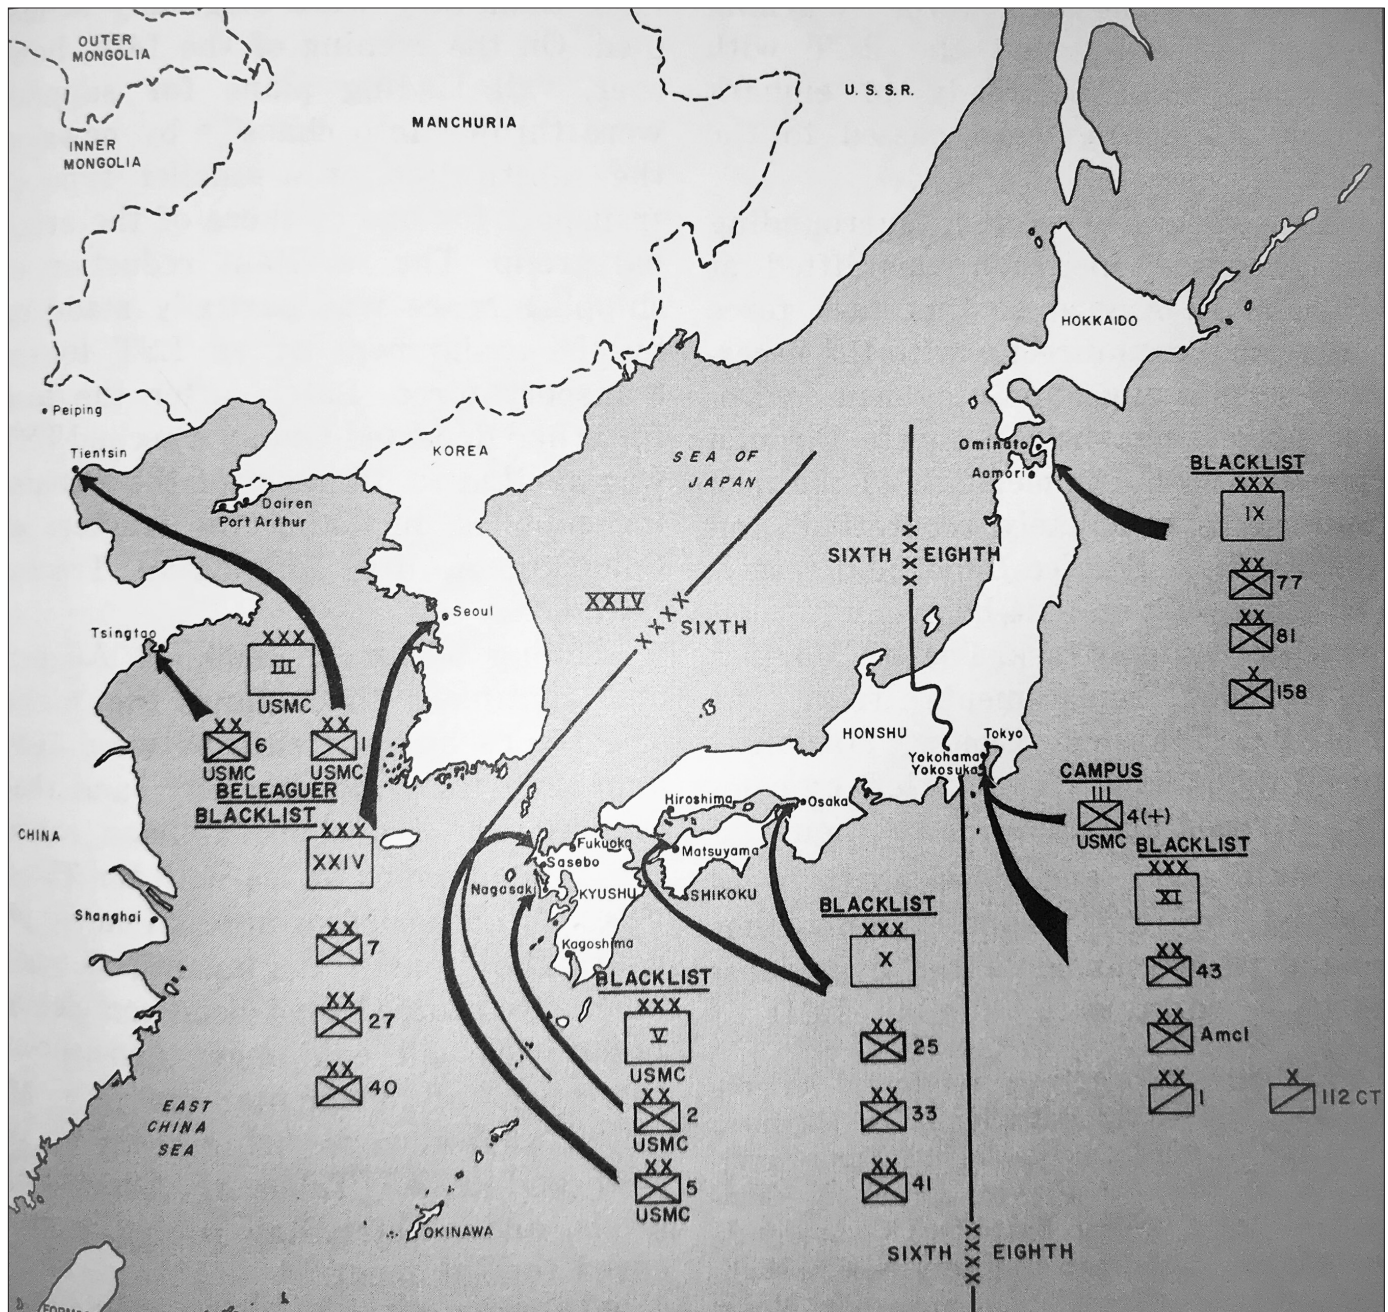 OUTER
MONGOLIA
INNER
MONGOLIA
MANCHURIA
U. S. S. R.
HOKKAIDO
Peiping
Tientsin
Dairen
Port Arthur
KOREA
SEA OF
JAPAN
Ominato
Aomori
BLACKLIST
XXX
IX
XX
77
XX
81
X
158
SIXTH
XXXX
EIGHTH
XXIV
XXXX
SIXTH
Seoul
Tsingtao
XXX
III
USMC
XX
6
USMC
XX
1
USMC
BELEAGUER
BLACKLIST
XXX
XXIV
XX
7
XX
27
XX
40
CHINA
Shanghai
EAST
CHINA
SEA
HONSHU
Tokyo
Yokohama
Yokosuka
CAMPUS
III
4(+)
USMC
BLACKLIST
XXX
XI
XX
43
XX
Amcl
XX
1
X
112 CT
Hiroshima
Osaka
Fukuoka
Matsuyama
Sasebo
Nagasaki
KYUSHU
SHIKOKU
Kagoshima
BLACKLIST
XXX
V
USMC
XX
2
USMC
XX
5
USMC
BLACKLIST
XXX
X
XX
25
XX
33
XX
41
OKINAWA
SIXTH
XXXX
EIGHTH